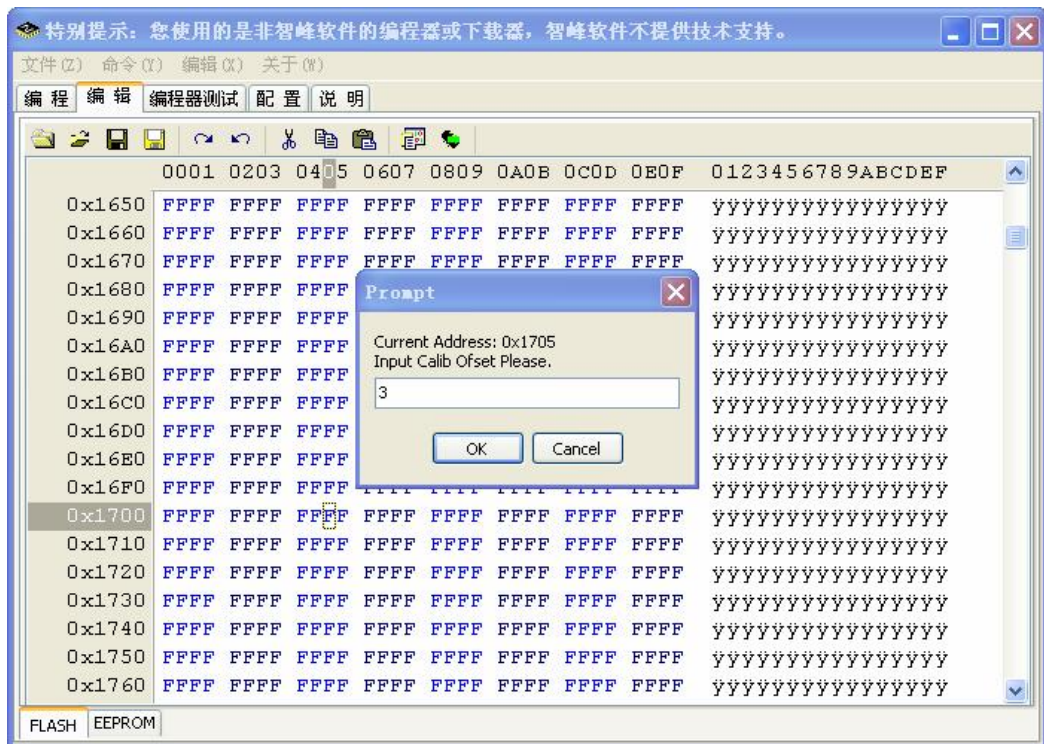 特别提示：您使用的是非智峰软件的编程器或下载器，智峰软件不提供技术支持。
文件(Z) 命令(Y) 编辑(X) 关于(W)
编 程 编 辑 编程器测试 配 置 说 明
0001 0203 0405 0607 0809 0A0B 0C0D 0E0F 0123456789ABCDEF
0x1650 FFFF FFFF FFFF FFFF FFFF FFFF FFFF FFFF ÿÿÿÿÿÿÿÿÿÿÿÿÿÿÿÿ
0x1660 FFFF FFFF FFFF FFFF FFFF FFFF FFFF FFFF ÿÿÿÿÿÿÿÿÿÿÿÿÿÿÿÿ
0x1670 FFFF FFFF FFFF FFFF FFFF FFFF FFFF FFFF ÿÿÿÿÿÿÿÿÿÿÿÿÿÿÿÿ
0x1680 FFFF FFFF FFFF ÿÿÿÿÿÿÿÿÿÿÿÿÿÿÿÿ
0x1690 FFFF FFFF FFFF ÿÿÿÿÿÿÿÿÿÿÿÿÿÿÿÿ
0x16A0 FFFF FFFF FFFF ÿÿÿÿÿÿÿÿÿÿÿÿÿÿÿÿ
0x16B0 FFFF FFFF FFFF ÿÿÿÿÿÿÿÿÿÿÿÿÿÿÿÿ
0x16C0 FFFF FFFF FFFF ÿÿÿÿÿÿÿÿÿÿÿÿÿÿÿÿ
0x16D0 FFFF FFFF FFFF ÿÿÿÿÿÿÿÿÿÿÿÿÿÿÿÿ
0x16E0 FFFF FFFF FFFF ÿÿÿÿÿÿÿÿÿÿÿÿÿÿÿÿ
0x16F0 FFFF FFFF FFFF ÿÿÿÿÿÿÿÿÿÿÿÿÿÿÿÿ
0x1700 FFFF FFFF FFFF FFFF FFFF FFFF FFFF FFFF ÿÿÿÿÿÿÿÿÿÿÿÿÿÿÿÿ
0x1710 FFFF FFFF FFFF FFFF FFFF FFFF FFFF FFFF ÿÿÿÿÿÿÿÿÿÿÿÿÿÿÿÿ
0x1720 FFFF FFFF FFFF FFFF FFFF FFFF FFFF FFFF ÿÿÿÿÿÿÿÿÿÿÿÿÿÿÿÿ
0x1730 FFFF FFFF FFFF FFFF FFFF FFFF FFFF FFFF ÿÿÿÿÿÿÿÿÿÿÿÿÿÿÿÿ
0x1740 FFFF FFFF FFFF FFFF FFFF FFFF FFFF FFFF ÿÿÿÿÿÿÿÿÿÿÿÿÿÿÿÿ
0x1750 FFFF FFFF FFFF FFFF FFFF FFFF FFFF FFFF ÿÿÿÿÿÿÿÿÿÿÿÿÿÿÿÿ
0x1760 FFFF FFFF FFFF FFFF FFFF FFFF FFFF FFFF ÿÿÿÿÿÿÿÿÿÿÿÿÿÿÿÿ
Prompt
Current Address: 0x1705
Input Calib Ofset Please.
3
OK Cancel
FLASH EEPROM